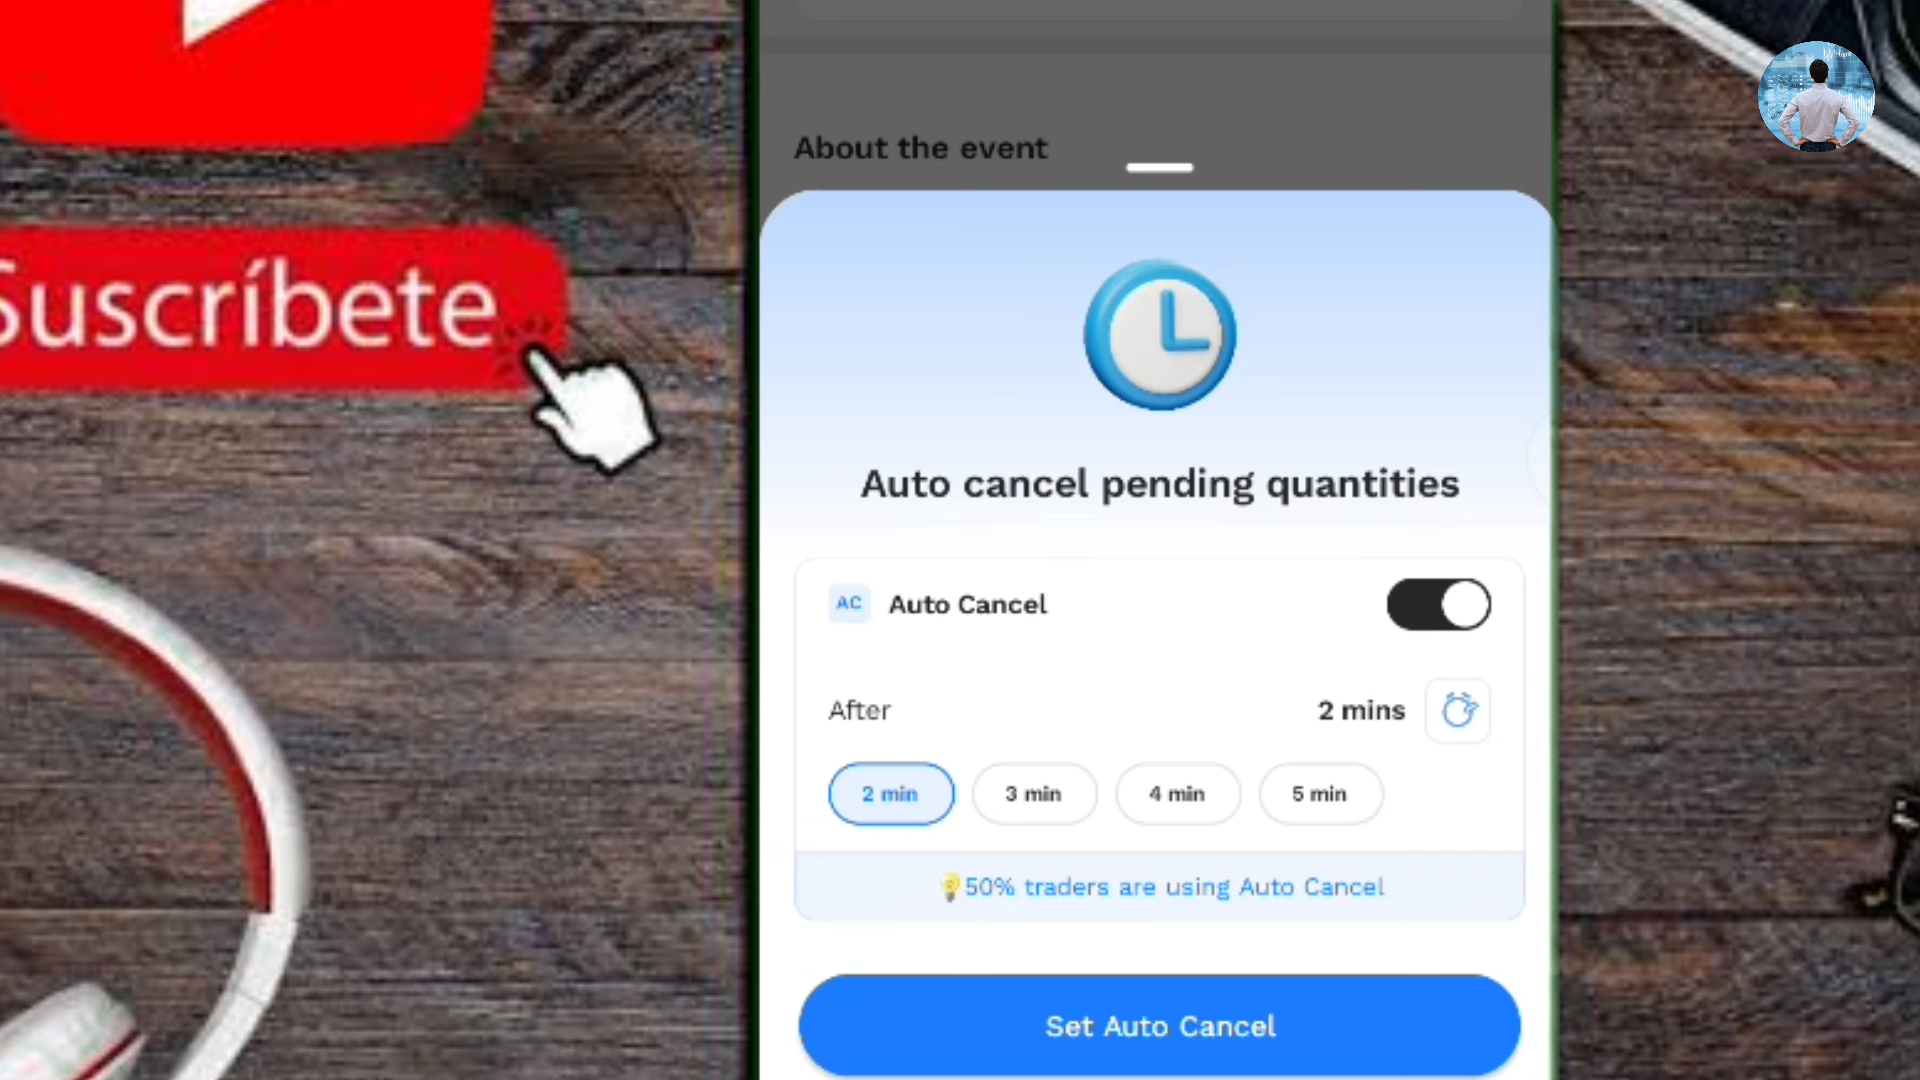 Suscríbete
About the event
Auto cancel pending quantities
AC Auto Cancel
After 2 mins
2 min 3 min 4 min 5 min
50% traders are using Auto Cancel
Set Auto Cancel